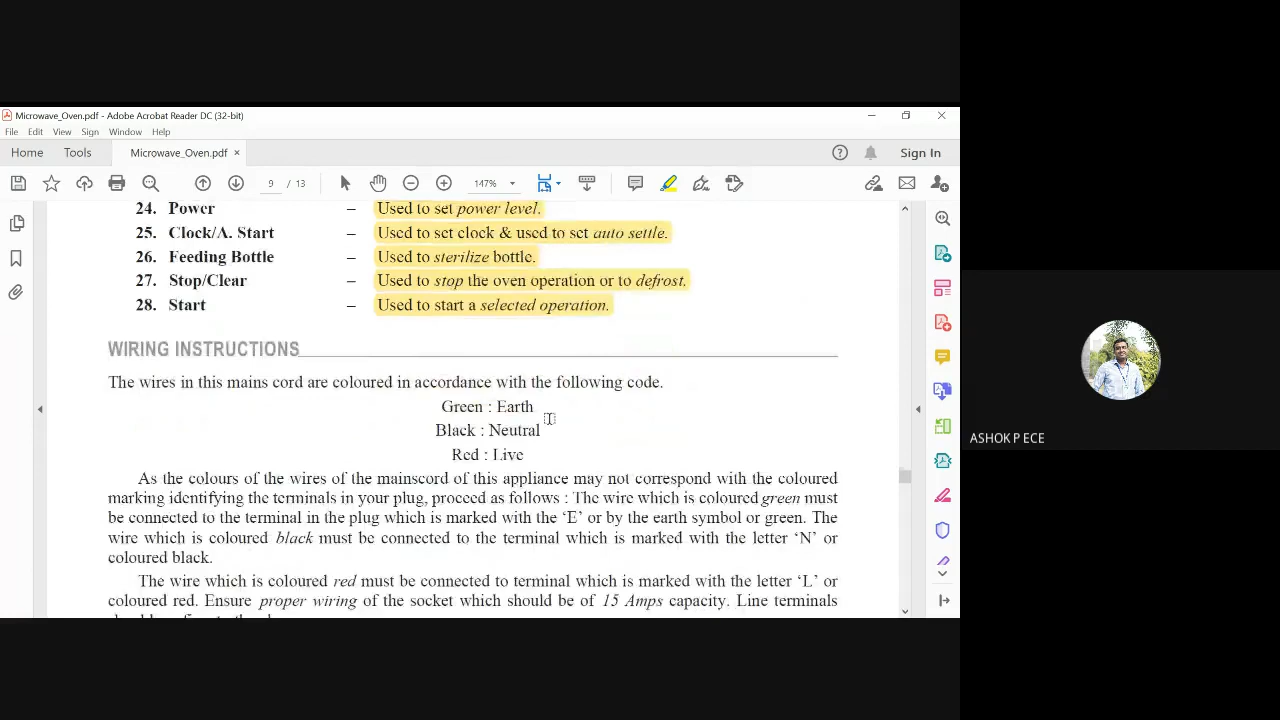 Microwave_Oven.pdf - Adobe Acrobat Reader DC (32-bit)
File Edit View Sign Window Help
Home Tools Microwave_Oven.pdf × Sign In
9 / 13 147%
24. Power – Used to set power level.
25. Clock/A. Start – Used to set clock & used to set auto settle.
26. Feeding Bottle – Used to sterilize bottle.
27. Stop/Clear – Used to stop the oven operation or to defrost.
28. Start – Used to start a selected operation.
WIRING INSTRUCTIONS
The wires in this mains cord are coloured in accordance with the following code.
Green : Earth
Black : Neutral
Red : Live
As the colours of the wires of the mainscord of this appliance may not correspond with the coloured
marking identifying the terminals in your plug, proceed as follows : The wire which is coloured green must
be connected to the terminal in the plug which is marked with the ‘E’ or by the earth symbol or green. The
wire which is coloured black must be connected to the terminal which is marked with the letter ‘N’ or
coloured black.
The wire which is coloured red must be connected to terminal which is marked with the letter ‘L’ or
coloured red. Ensure proper wiring of the socket which should be of 15 Amps capacity. Line terminals
ASHOK P ECE